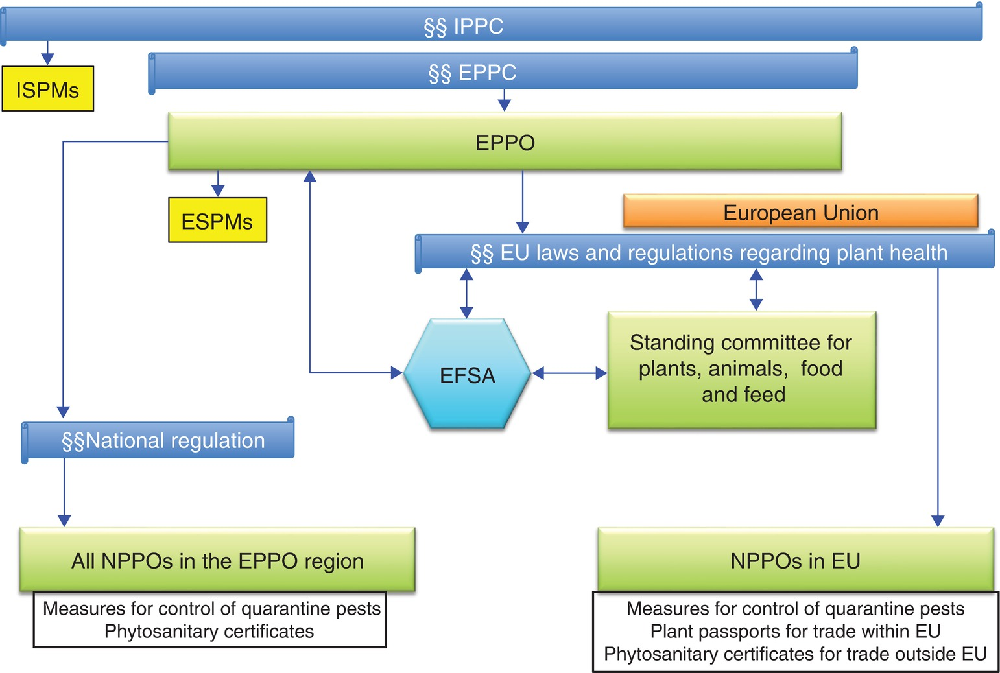 §§ IPPC
ISPMs
§§ EPPC
EPPO
ESPMs
European Union
§§ EU laws and regulations regarding plant health
EFSA
Standing committee for
plants, animals, food
and feed
§§National regulation
All NPPOs in the EPPO region
Measures for control of quarantine pests
Phytosanitary certificates
NPPOs in EU
Measures for control of quarantine pests
Plant passports for trade within EU
Phytosanitary certificates for trade outside EU